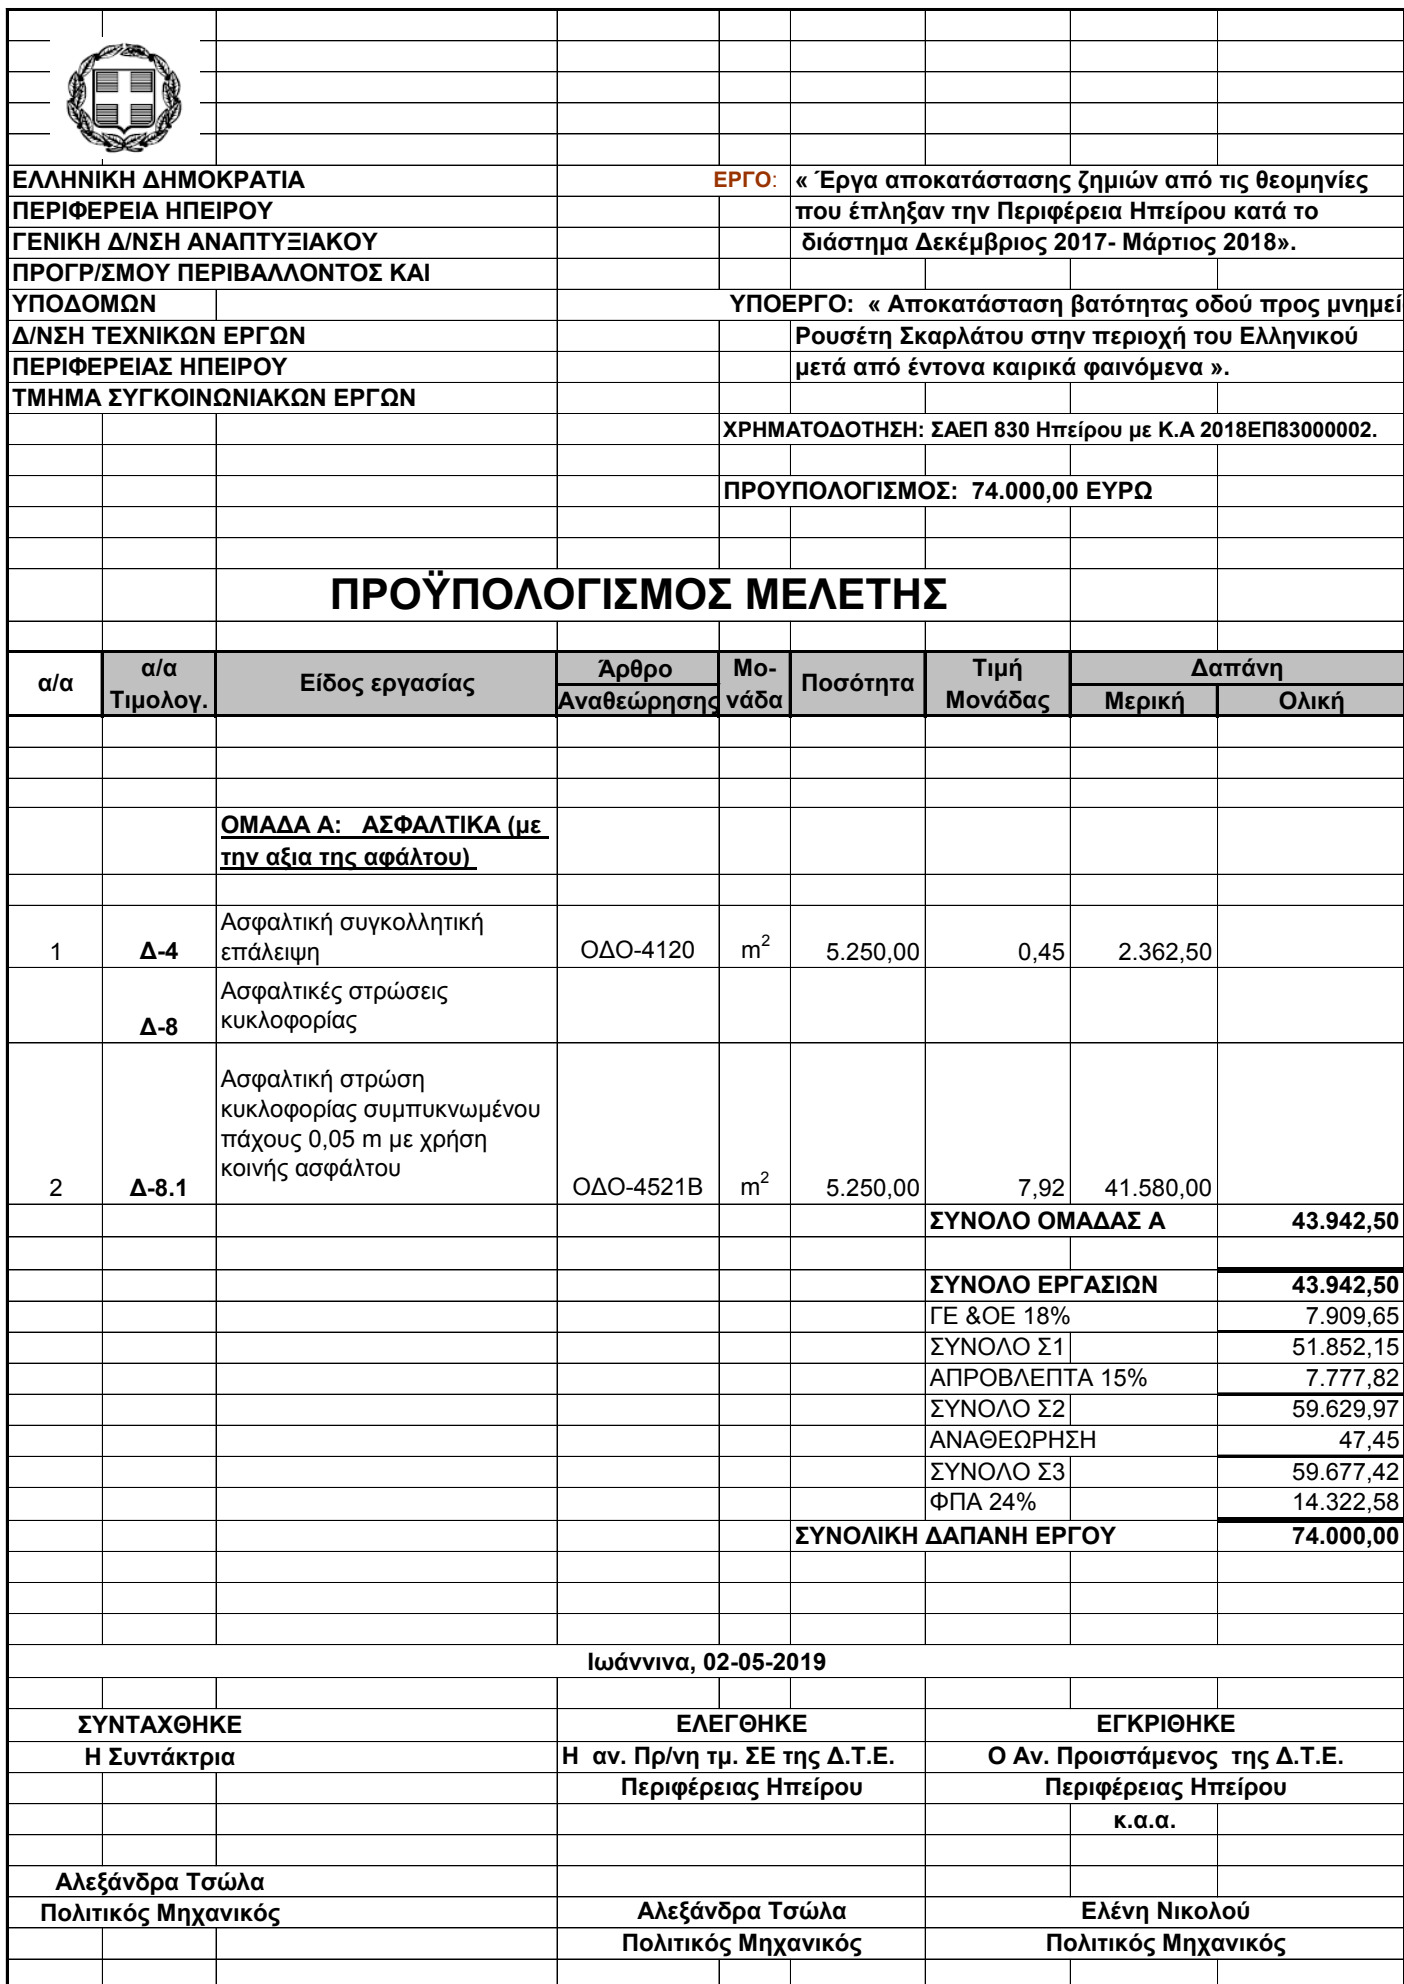 ΕΛΛΗΝΙΚΗ ΔΗΜΟΚΡΑΤΙΑ
ΠΕΡΙΦΕΡΕΙΑ ΗΠΕΙΡΟΥ
ΓΕΝΙΚΗ Δ/ΝΣΗ ΑΝΑΠΤΥΞΙΑΚΟΥ
ΠΡΟΓΡ/ΣΜΟΥ ΠΕΡΙΒΑΛΛΟΝΤΟΣ ΚΑΙ
ΥΠΟΔΟΜΩΝ
Δ/ΝΣΗ ΤΕΧΝΙΚΩΝ ΕΡΓΩΝ
ΠΕΡΙΦΕΡΕΙΑΣ ΗΠΕΙΡΟΥ
ΤΜΗΜΑ ΣΥΓΚΟΙΝΩΝΙΑΚΩΝ ΕΡΓΩΝ
ΕΡΓΟ: « Έργα αποκατάστασης ζημιών από τις θεομηνίες
που έπληξαν την Περιφέρεια Ηπείρου κατά το
διάστημα Δεκέμβριος 2017- Μάρτιος 2018».
ΥΠΟΕΡΓΟ: « Αποκατάσταση βατότητας οδού προς μνημεί
Ρουσέτη Σκαρλάτου στην περιοχή του Ελληνικού
μετά από έντονα καιρικά φαινόμενα ».
ΧΡΗΜΑΤΟΔΟΤΗΣΗ: ΣΑΕΠ 830 Ηπείρου με Κ.Α 2018ΕΠ83000002.
ΠΡΟΥΠΟΛΟΓΙΣΜΟΣ: 74.000,00 ΕΥΡΩ
ΠΡΟΫΠΟΛΟΓΙΣΜΟΣ ΜΕΛΕΤΗΣ
α/α α/α Τιμολογ. Είδος εργασίας Άρθρο Αναθεώρησης Μο- νάδα Ποσότητα Τιμή Μονάδας Δαπάνη
Μερική Ολική
ΟΜΑΔΑ Α: ΑΣΦΑΛΤΙΚΑ (με
την αξια της αφάλτου)
Ασφαλτική συγκολλητική
1 Δ-4 επάλειψη ΟΔΟ-4120 m² 5.250,00 0,45 2.362,50
Ασφαλτικές στρώσεις
Δ-8 κυκλοφορίας
Ασφαλτική στρώση
κυκλοφορίας συμπυκνωμένου
πάχους 0,05 m με χρήση
κοινής ασφάλτου
2 Δ-8.1 ΟΔΟ-4521Β m² 5.250,00 7,92 41.580,00
ΣΥΝΟΛΟ ΟΜΑΔΑΣ Α 43.942,50
ΣΥΝΟΛΟ ΕΡΓΑΣΙΩΝ 43.942,50
ΓΕ &ΟΕ 18% 7.909,65
ΣΥΝΟΛΟ Σ1 51.852,15
ΑΠΡΟΒΛΕΠΤΑ 15% 7.777,82
ΣΥΝΟΛΟ Σ2 59.629,97
ΑΝΑΘΕΩΡΗΣΗ 47,45
ΣΥΝΟΛΟ Σ3 59.677,42
ΦΠΑ 24% 14.322,58
ΣΥΝΟΛΙΚΗ ΔΑΠΑΝΗ ΕΡΓΟΥ 74.000,00
Ιωάννινα, 02-05-2019
ΣΥΝΤΑΧΘΗΚΕ ΕΛΕΓΘΗΚΕ ΕΓΚΡΙΘΗΚΕ
Η Συντάκτρια Η αν. Πρ/νη τμ. ΣΕ της Δ.Τ.Ε. Ο Αν. Προιστάμενος της Δ.Τ.Ε.
Περιφέρειας Ηπείρου Περιφέρειας Ηπείρου
κ.α.α.
Αλεξάνδρα Τσώλα
Πολιτικός Μηχανικός Αλεξάνδρα Τσώλα Ελένη Νικολού
Πολιτικός Μηχανικός Πολιτικός Μηχανικός